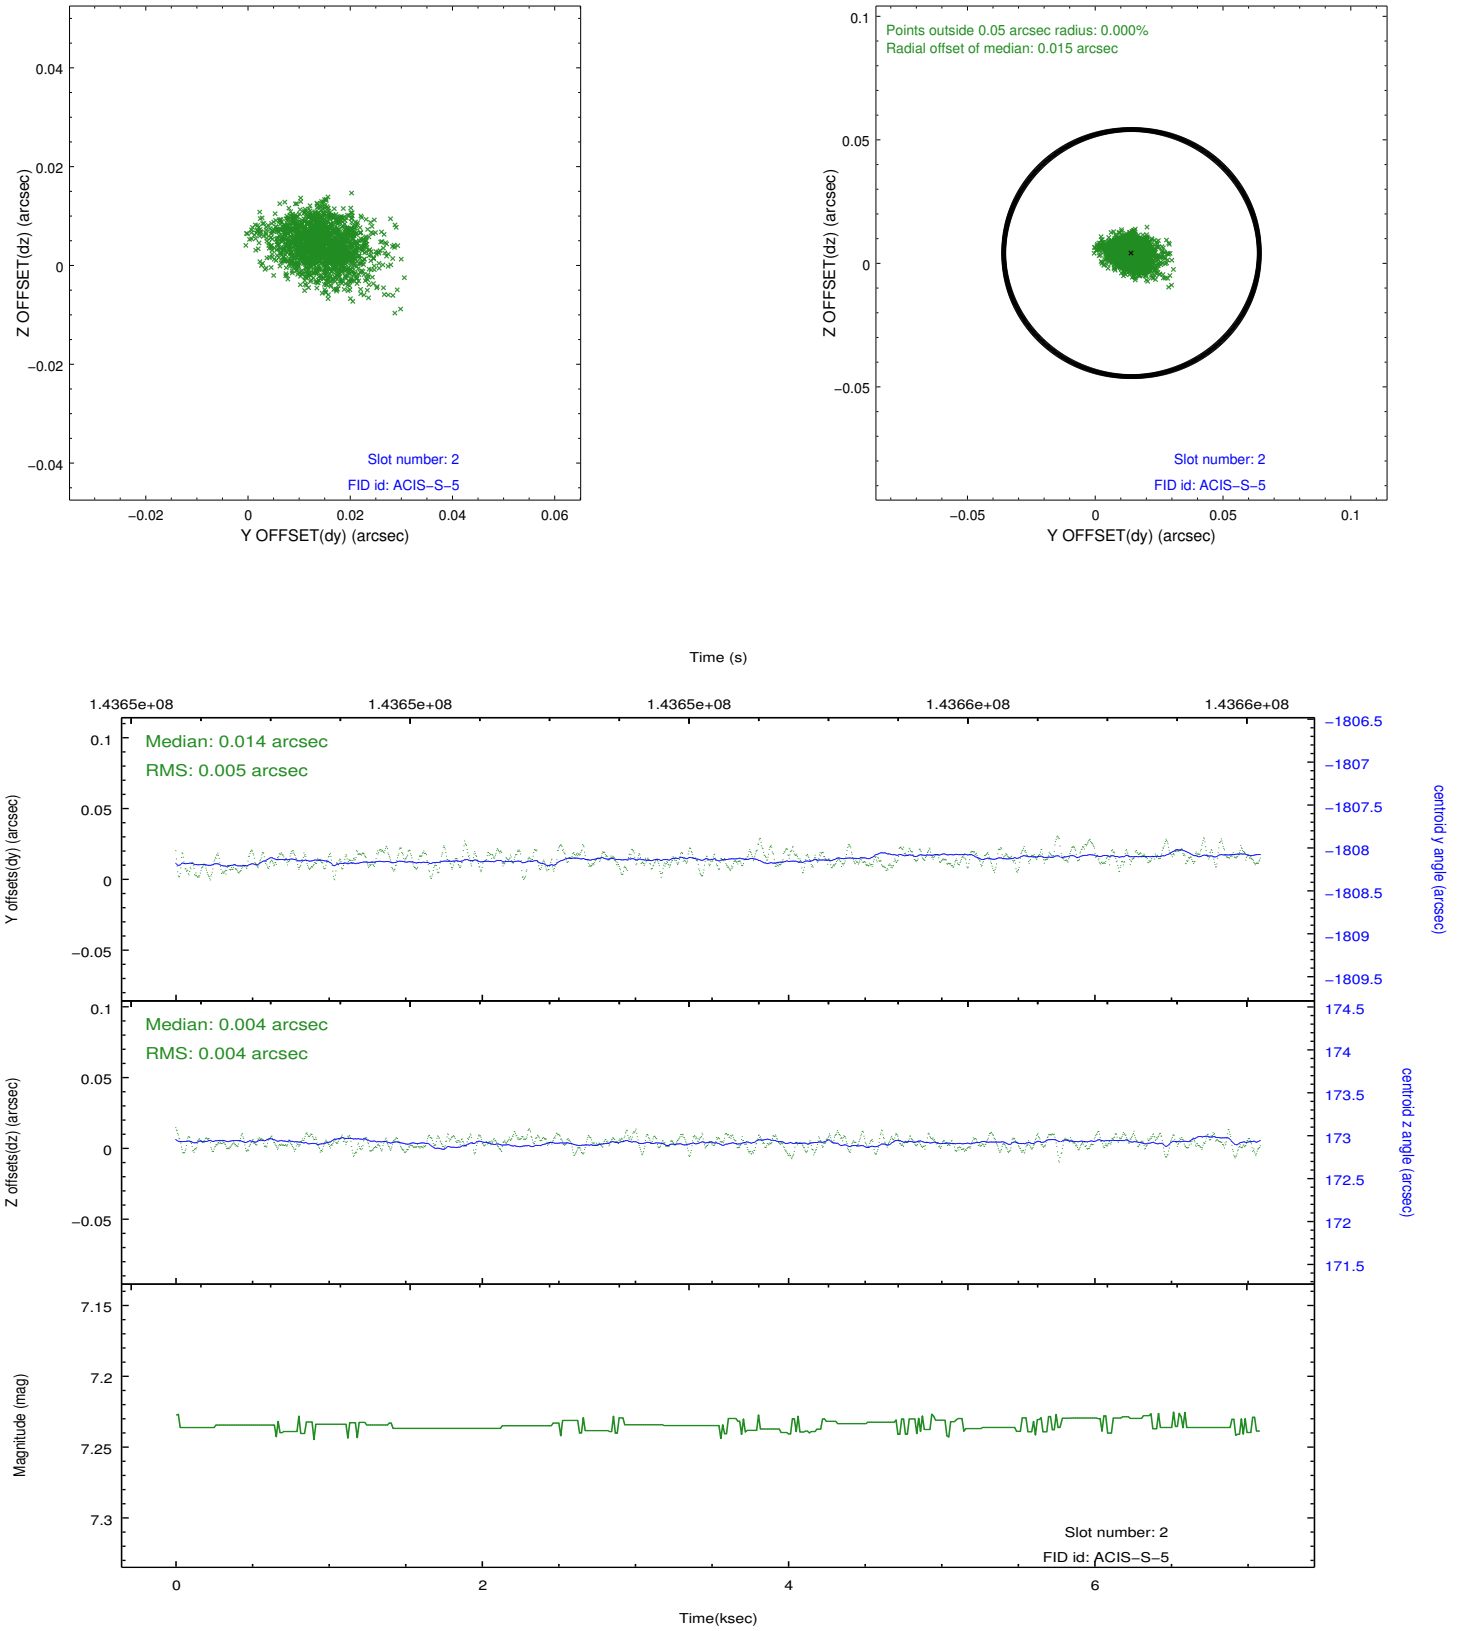 0.04
0.02
0
−0.02
−0.04
Z OFFSET(dz) (arcsec)
Slot number: 2
FID id: ACIS−S−5
−0.02 0 0.02 0.04 0.06
Y OFFSET(dy) (arcsec)
0.1
0.05
0
−0.05
Z OFFSET(dz) (arcsec)
Points outside 0.05 arcsec radius: 0.000%
Radial offset of median: 0.015 arcsec
Slot number: 2
FID id: ACIS−S−5
−0.05 0 0.05 0.1
Y OFFSET(dy) (arcsec)
Time (s)
1.4365e+08 1.4365e+08 1.4365e+08 1.4366e+08 1.4366e+08
Median: 0.014 arcsec
RMS: 0.005 arcsec
0.1
0.05
0
−0.05
Y offsets(dy) (arcsec)
−1806.5
−1807
−1807.5
−1808
−1808.5
−1809
−1809.5
centroid y angle (arcsec)
Median: 0.004 arcsec
RMS: 0.004 arcsec
0.1
0.05
0
−0.05
Z offsets(dz) (arcsec)
174.5
174
173.5
173
172.5
172
171.5
centroid z angle (arcsec)
7.15
7.2
7.25
7.3
Magnitude (mag)
Slot number: 2
FID id: ACIS−S−5
0 2 4 6
Time(ksec)